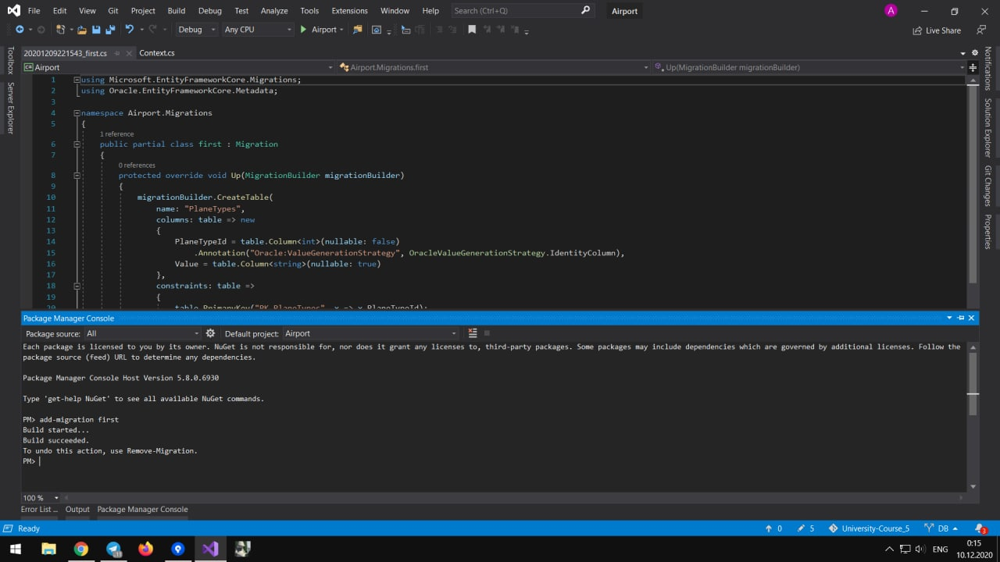 File Edit View Git Project Build Debug Test Analyze Tools Extensions Window Help Search (Ctrl+Q) Airport A
Debug Any CPU Airport Live Share
20201209221543_first.cs Context.cs
Airport Airport.Migrations.first Up(MigrationBuilder migrationBuilder)
Toolbox
Server Explorer
1 using Microsoft.EntityFrameworkCore.Migrations;
2 using Oracle.EntityFrameworkCore.Metadata;
3
4 namespace Airport.Migrations
5 {
1 reference
6 public partial class first : Migration
7 {
0 references
8 protected override void Up(MigrationBuilder migrationBuilder)
9 {
10 migrationBuilder.CreateTable(
11 name: "PlaneTypes",
12 columns: table => new
13 {
14 PlaneTypeId = table.Column<int>(nullable: false)
15 .Annotation("Oracle:ValueGenerationStrategy", OracleValueGenerationStrategy.IdentityColumn),
16 Value = table.Column<string>(nullable: true)
17 },
18 constraints: table =>
19 {
20 table.PrimaryKey("PK_PlaneTypes", x => x.PlaneTypeId);
Notifications
Solution Explorer
Git Changes
Properties
Package Manager Console
Package source: All Default project: Airport
Each package is licensed to you by its owner. NuGet is not responsible for, nor does it grant any licenses to, third-party packages. Some packages may include dependencies which are governed by additional licenses. Follow the
package source (feed) URL to determine any dependencies.
Package Manager Console Host Version 5.8.0.6930
Type 'get-help NuGet' to see all available NuGet commands.
PM> add-migration first
Build started...
Build succeeded.
To undo this action, use Remove-Migration.
PM>
100 %
Error List ... Output Package Manager Console
Ready 0 5 University-Course_5 DB 3
ENG 0:15
10.12.2020